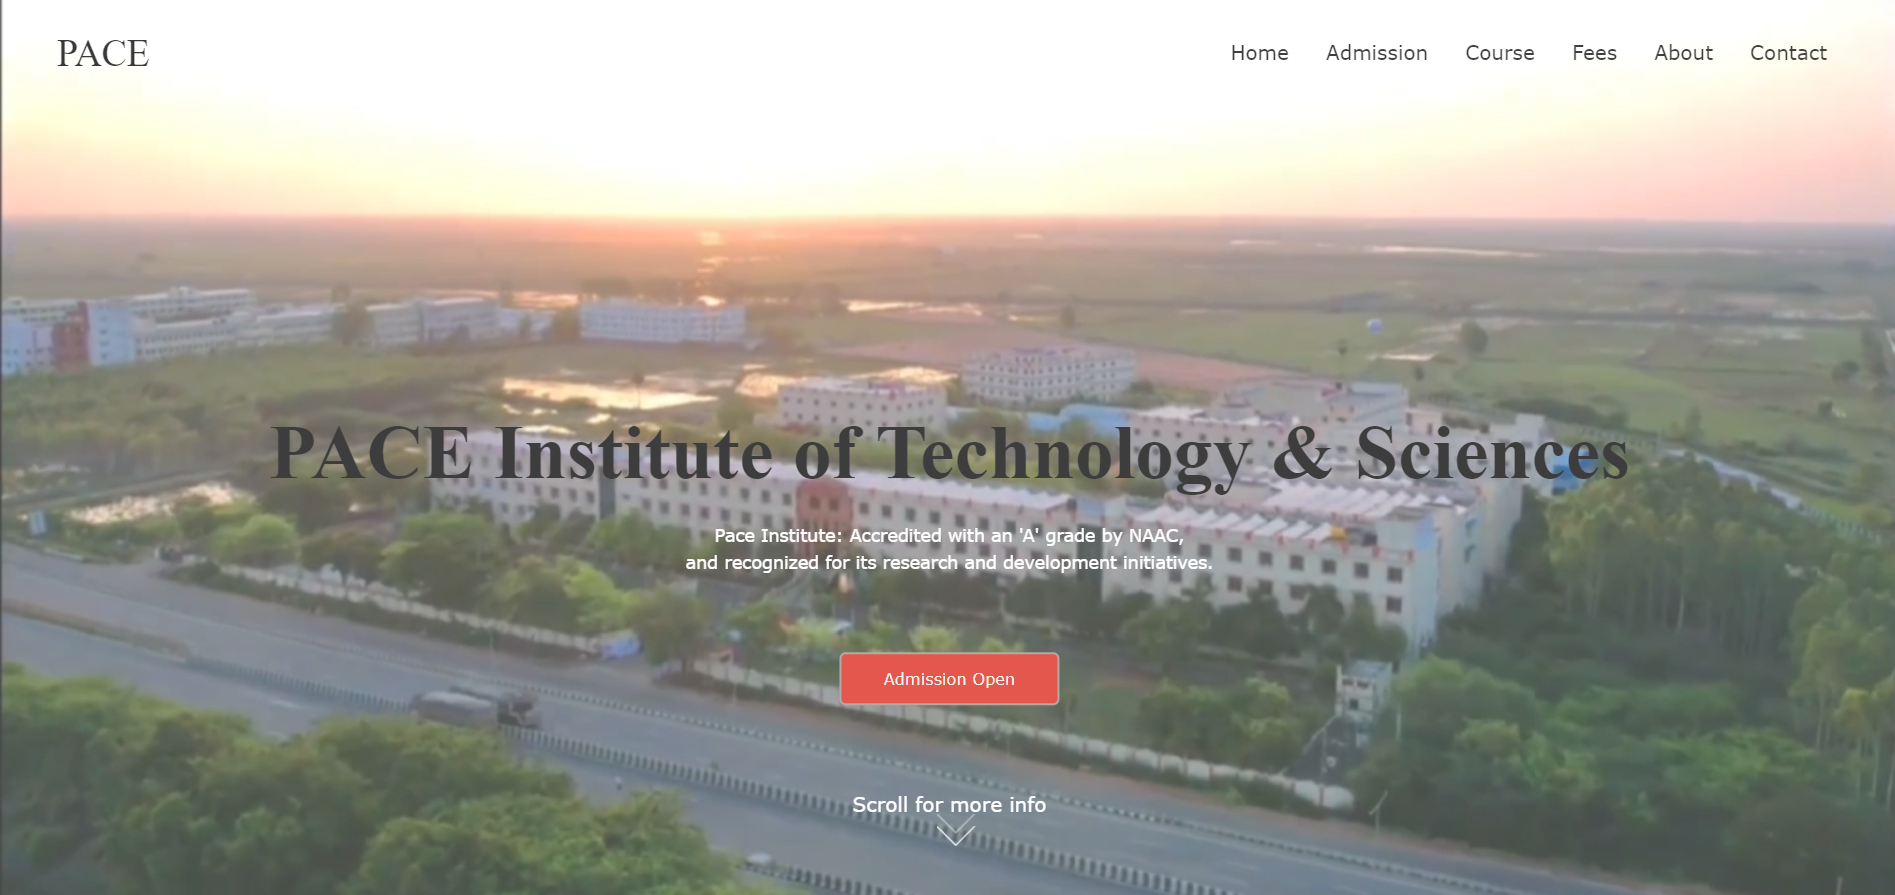 PACE
Home Admission Course Fees About Contact
PACE Institute of Technology & Sciences
Pace Institute: Accredited with an 'A' grade by NAAC,
and recognized for its research and development initiatives.
Admission Open
Scroll for more info